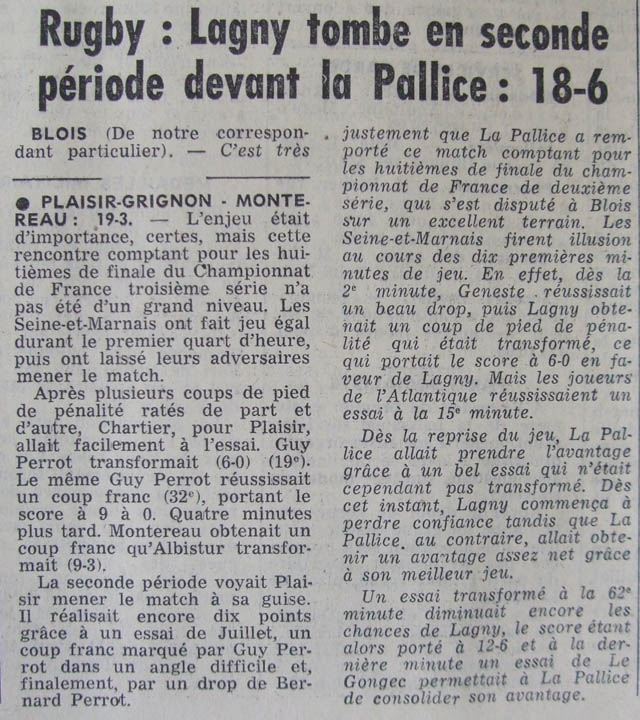 Rugby : Lagny tombe en seconde
période devant la Pallice : 18-6
BLOIS (De notre correspon-
dant particulier). — C'est très
justement que La Pallice a rem-
porté ce match comptant pour
les huitièmes de finale du cham-
pionnat de France de deuxième
série, qui s'est disputé à Blois
sur un excellent terrain. Les
Seine-et-Marnais firent illusion
au cours des dix premières mi-
nutes de jeu. En effet, dès la
2e minute, Geneste réussissait
un beau drop, puis Lagny obte-
nait un coup de pied de péna-
lité qui était transformé, ce
qui portait le score à 6-0 en fa-
veur de Lagny. Mais les joueurs
de l'Atlantique réussissaient un
essai à la 15e minute.
Dès la reprise du jeu, La Pal-
lice allait prendre l'avantage
grâce à un bel essai qui n'était
cependant pas transformé. Dès
cet instant, Lagny commença à
perdre confiance tandis que La
Pallice, au contraire, allait obte-
nir un avantage assez net grâce
à son meilleur jeu.
Un essai transformé à la 62e
minute diminuait encore les
chances de Lagny, le score étant
alors porté à 12-6 et à la der-
nière minute un essai de Le
Gongec permettait à La Pallice
de consolider son avantage.
● PLAISIR-GRIGNON - MONTE-
REAU : 19-3. — L'enjeu était
d'importance, certes, mais cette
rencontre comptant pour les hui-
tièmes de finale du Championnat
de France troisième série n'a
pas été d'un grand niveau. Les
Seine-et-Marnais ont fait jeu égal
durant le premier quart d'heure,
puis ont laissé leurs adversaires
mener le match.
Après plusieurs coups de pied
de pénalité ratés de part et
d'autre, Chartier, pour Plaisir,
allait facilement à l'essai. Guy
Perrot transformait (6-0) (19e).
Le même Guy Perrot réussissait
un coup franc (32e), portant le
score à 9 à 0. Quatre minutes
plus tard. Montereau obtenait un
coup franc qu'Albistur transfor-
mait (9-3).
La seconde période voyait Plai-
sir mener le match à sa guise.
Il réalisait encore dix points
grâce à un essai de Juillet, un
coup franc marqué par Guy Per-
rot dans un angle difficile et,
finalement, par un drop de Ber-
nard Perrot.